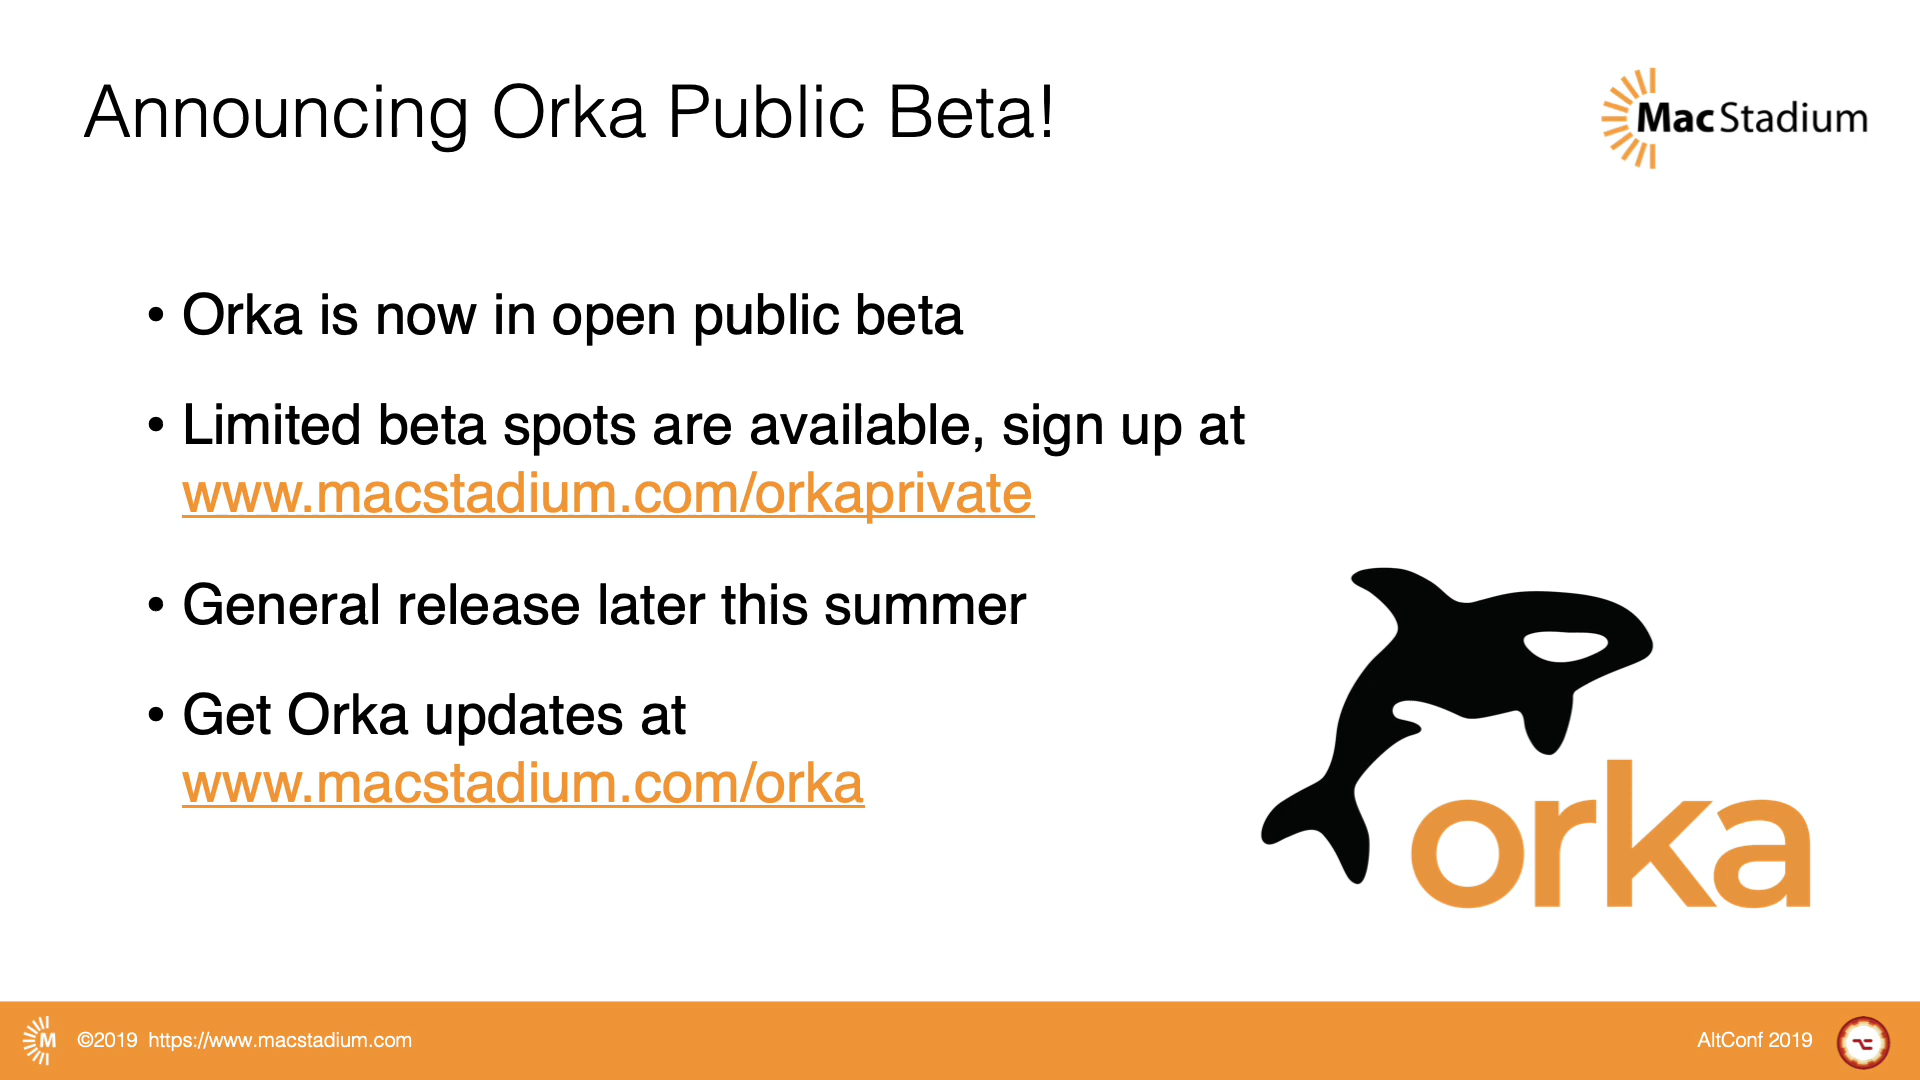 Announcing Orka Public Beta!
MacStadium
• Orka is now in open public beta
• Limited beta spots are available, sign up at
www.macstadium.com/orkaprivate
• General release later this summer
• Get Orka updates at
www.macstadium.com/orka
orka
M ©2019 https://www.macstadium.com
AltConf 2019